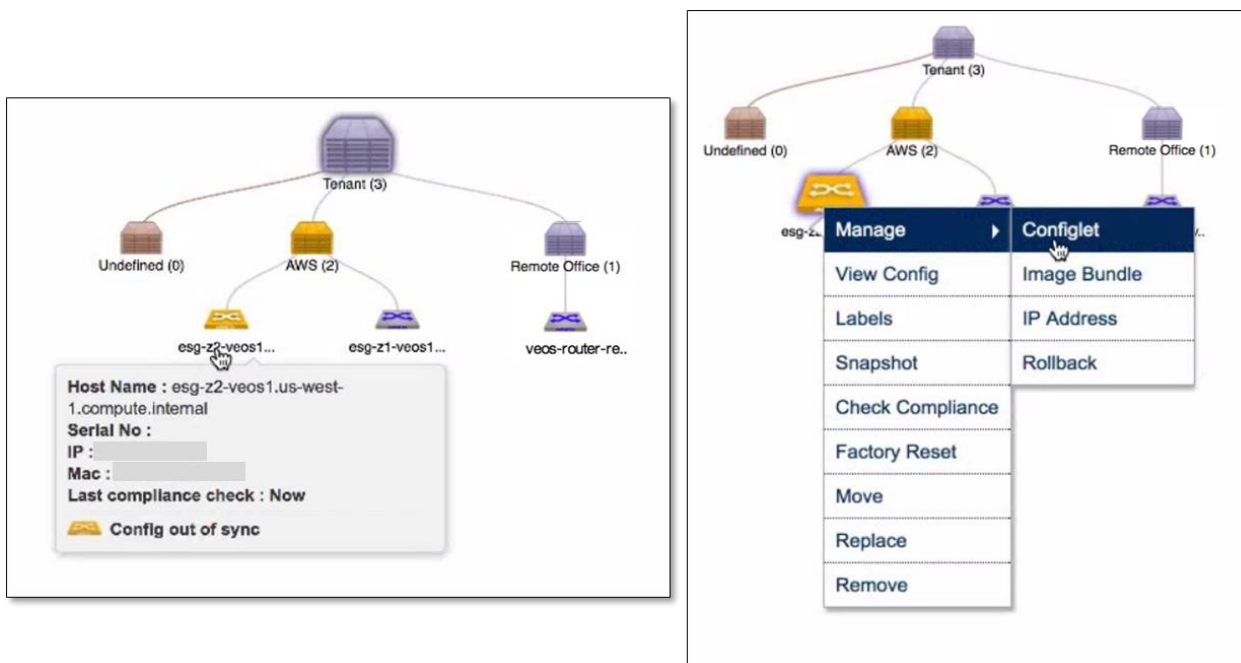 Tenant (3)
Undefined (0)
AWS (2)
Remote Office (1)
esg-z2-veos1...
esg-z1-veos1...
veos-router-re..
Host Name : esg-z2-veos1.us-west-
1.compute.internal
Serial No :
IP :
Mac :
Last compliance check : Now
Config out of sync
Tenant (3)
Undefined (0)
AWS (2)
Remote Office (1)
Manage
Configlet
View Config
Image Bundle
Labels
IP Address
Snapshot
Rollback
Check Compliance
Factory Reset
Move
Replace
Remove